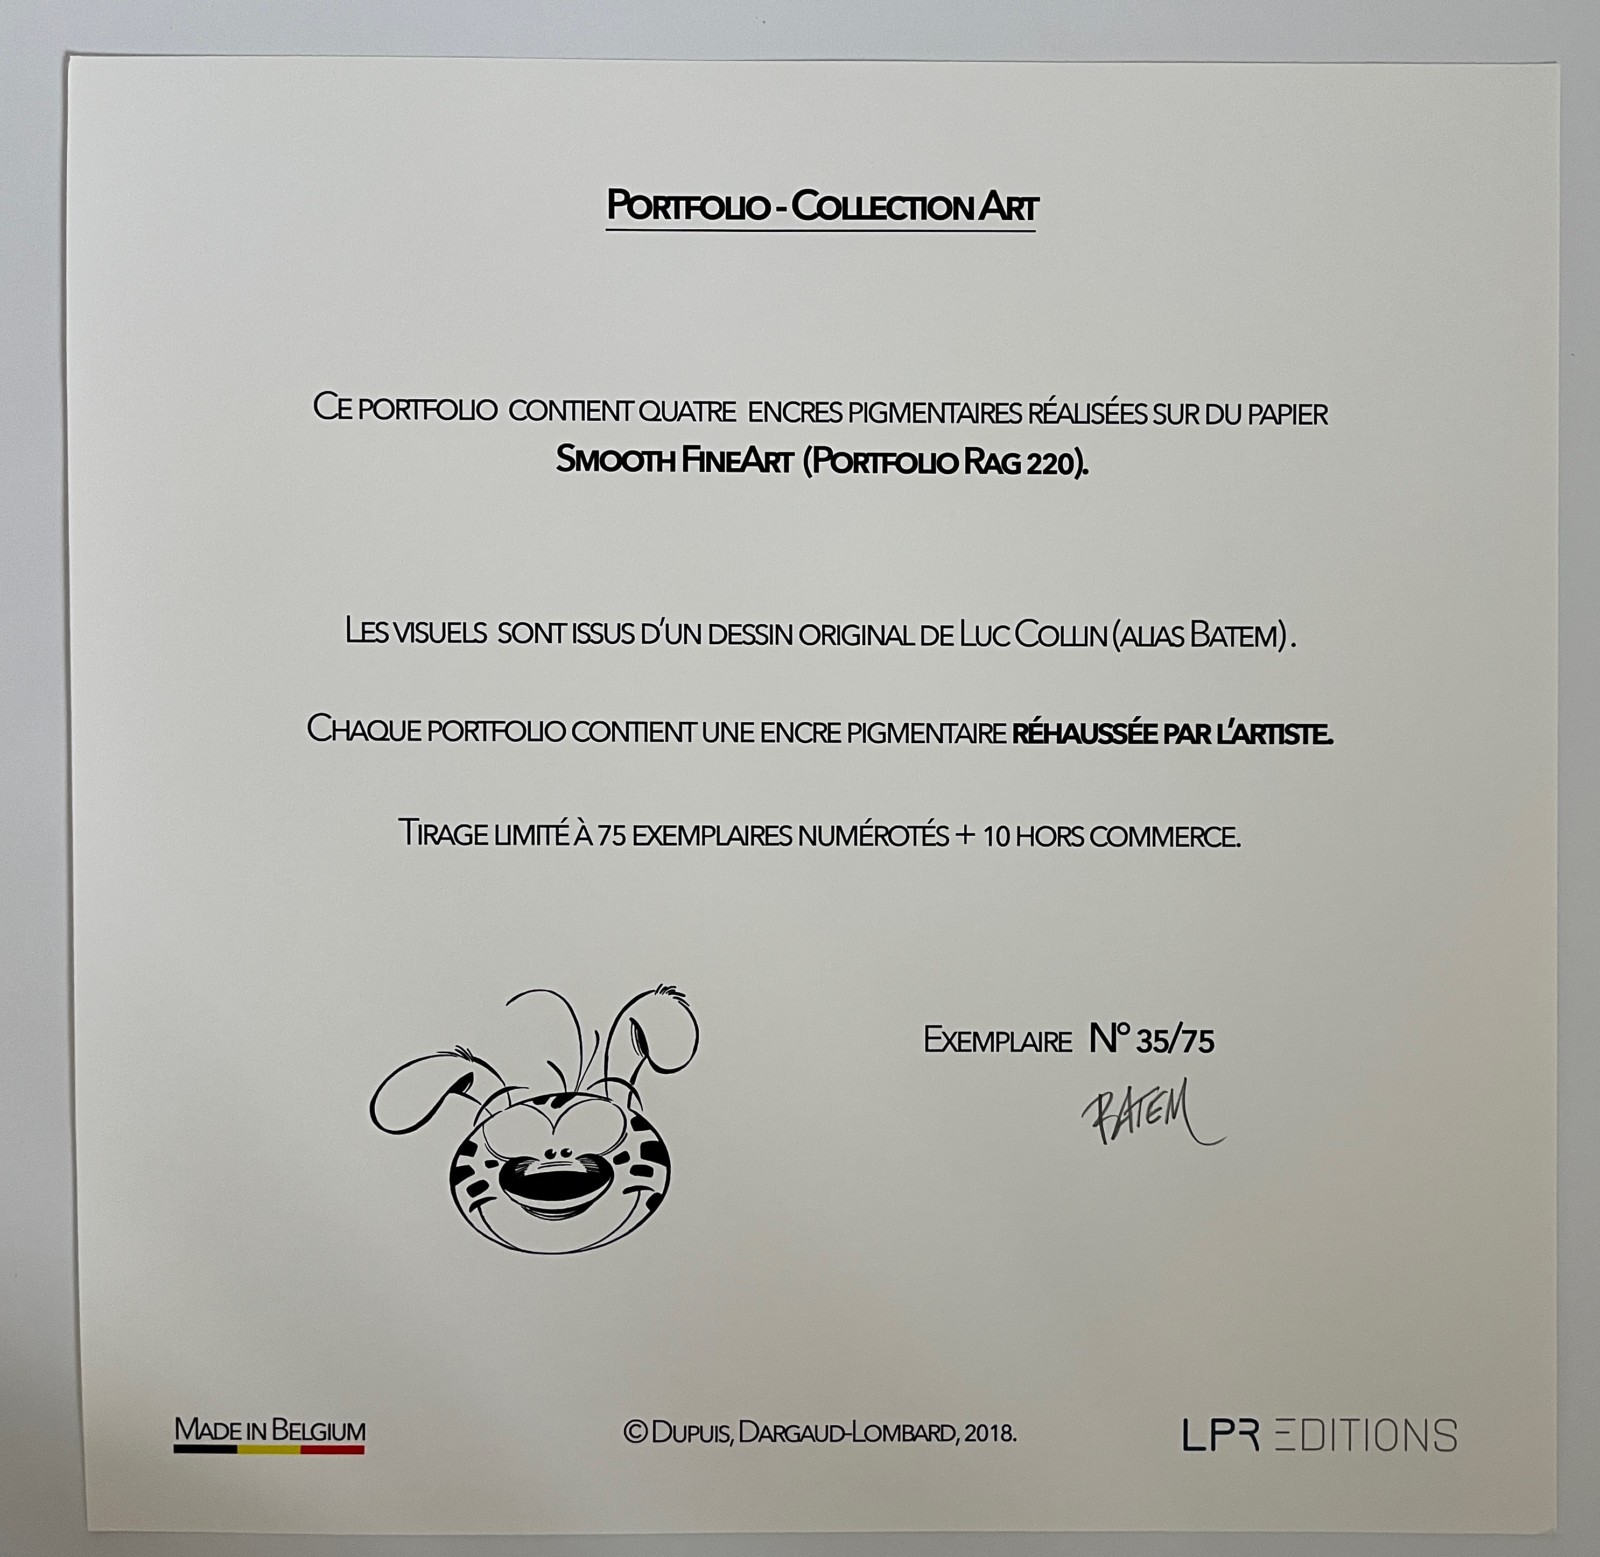 Portfolio - Collection Art
Ce portfolio contient quatre encres pigmentaires réalisées sur du papier
Smooth FineArt (Portfolio Rag 220).
Les visuels sont issus d'un dessin original de Luc Collin (alias Batem).
Chaque portfolio contient une encre pigmentaire réhaussée par l'artiste.
Tirage limité à 75 exemplaires numérotés + 10 hors commerce.
Exemplaire N° 35/75
BATEM
Made in Belgium
© Dupuis, Dargaud-Lombard, 2018.
LPR EDITIONS